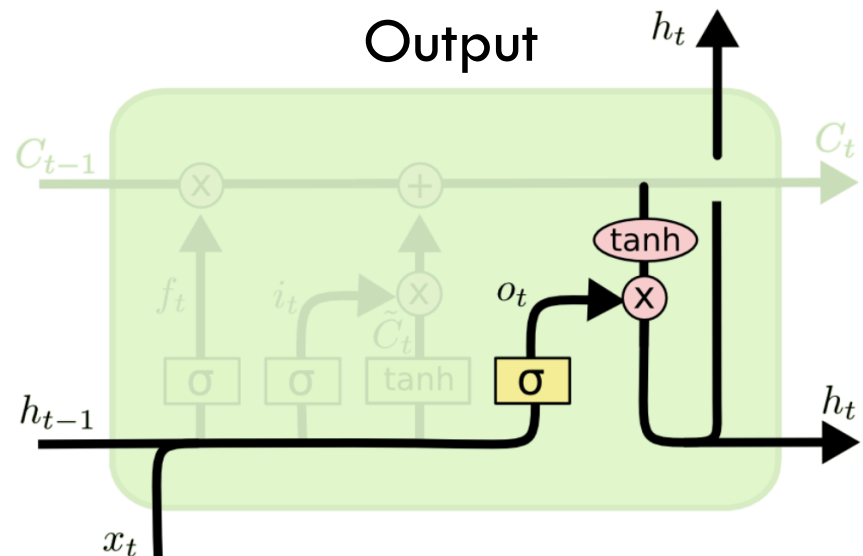 Output
h_t
C_{t-1}
C_t
x
+
tanh
f_t
i_t
x
o_t
x
C̃_t
σ
σ
tanh
σ
h_{t-1}
h_t
x_t